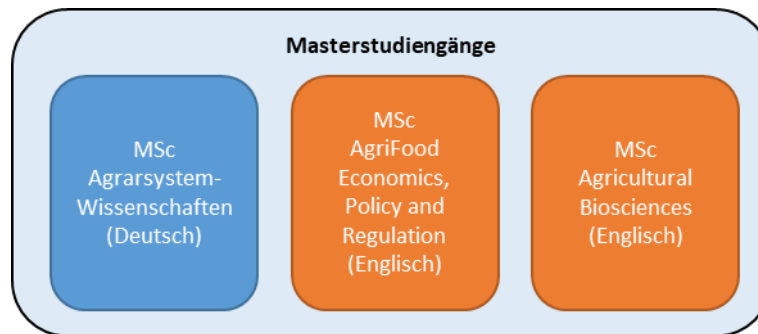 Masterstudiengänge
MSc
Agrarsystem-
Wissenschaften
(Deutsch)
MSc
AgriFood
Economics,
Policy and
Regulation
(Englisch)
MSc
Agricultural
Biosciences
(Englisch)